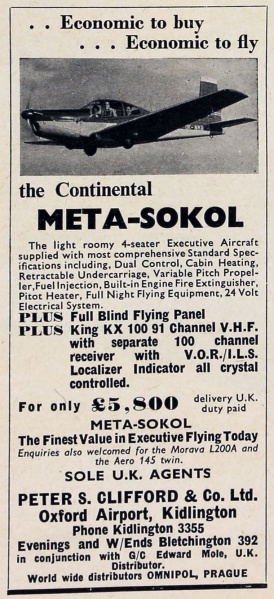 . . Economic to buy
. . . Economic to fly
the Continental
META-SOKOL
The light roomy 4-seater Executive Aircraft
supplied with most comprehensive Standard Spec-
ifications including, Dual Control, Cabin Heating,
Retractable Undercarriage, Variable Pitch Propel-
ler, Fuel Injection, Built-in Engine Fire Extinguisher,
Pitot Heater, Full Night Flying Equipment, 24 Volt
Electrical System.
PLUS Full Blind Flying Panel
PLUS King KX 100 91 Channel V.H.F.
with separate 100 channel
receiver with V.O.R./I.L.S.
Localizer Indicator all crystal
controlled.
For only £5,800 delivery U.K.
duty paid
META-SOKOL
The Finest Value in Executive Flying Today
Enquiries also welcomed for the Morava L200A and
the Aero 145 twin.
SOLE U.K. AGENTS
PETER S. CLIFFORD & Co. Ltd.
Oxford Airport, Kidlington
Phone Kidlington 3355
Evenings and W/Ends Bletchington 392
in conjunction with G/C Edward Mole, U.K.
Distributor.
World wide distributors OMNIPOL, PRAGUE